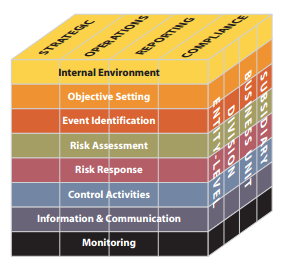 STRATEGIC
OPERATIONS
REPORTING
COMPLIANCE
Internal Environment
Objective Setting
Event Identification
Risk Assessment
Risk Response
Control Activities
Information & Communication
Monitoring
ENTITY-LEVEL
DIVISION
BUSINESS UNIT
SUBSIDIARY